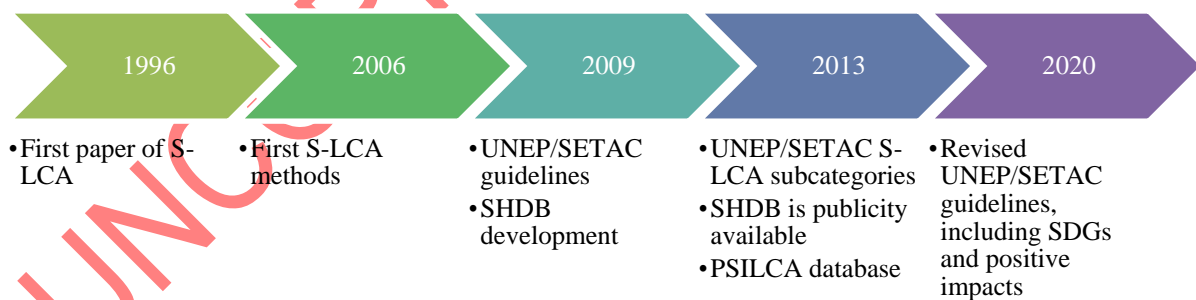 1996
2006
2009
2013
2020
•First paper of S-
LCA
•First S-LCA
methods
•UNEP/SETAC
guidelines
•SHDB
development
•UNEP/SETAC S-
LCA subcategories
•SHDB is publicity
available
•PSILCA database
•Revised
UNEP/SETAC
guidelines,
including SDGs
and positive
impacts